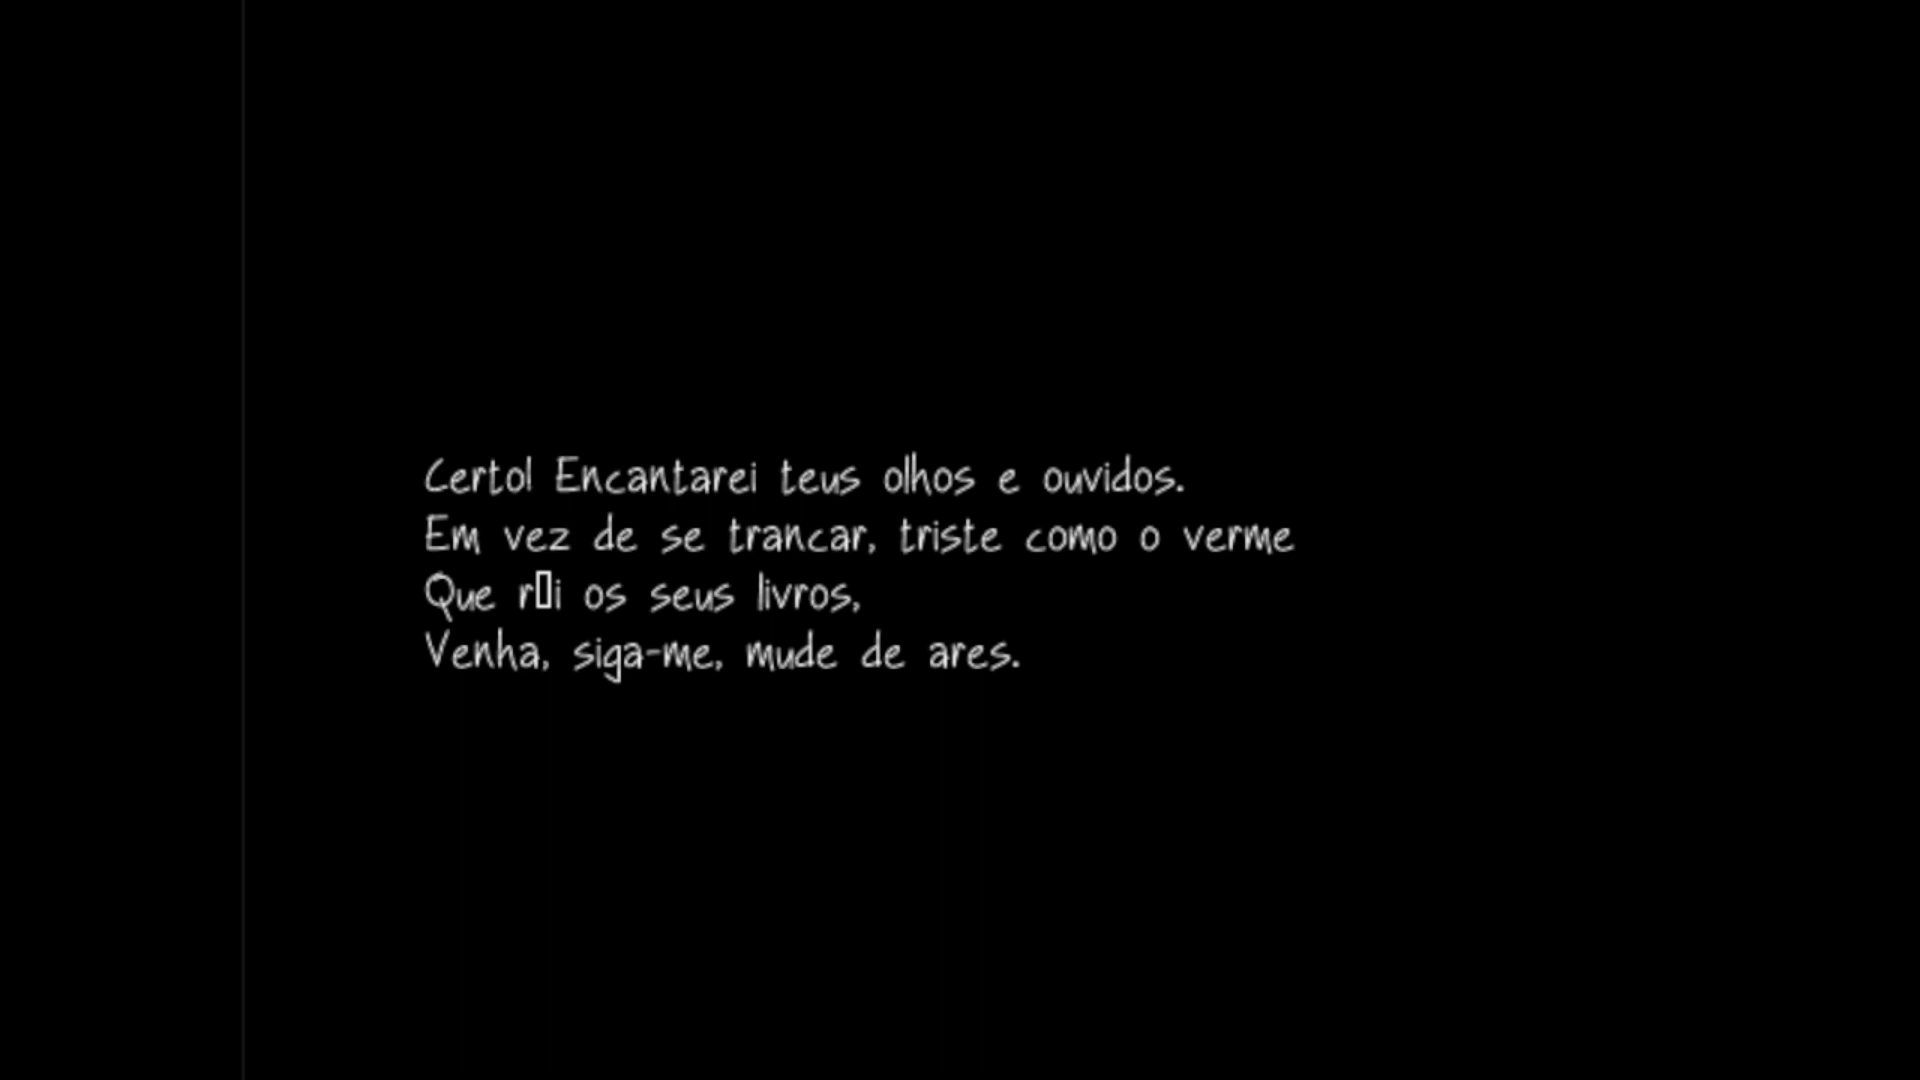 Certo! Encantarei teus olhos e ouvidos.
Em vez de se trancar, triste como o verme
Que r▯i os seus livros,
Venha, siga-me, mude de ares.